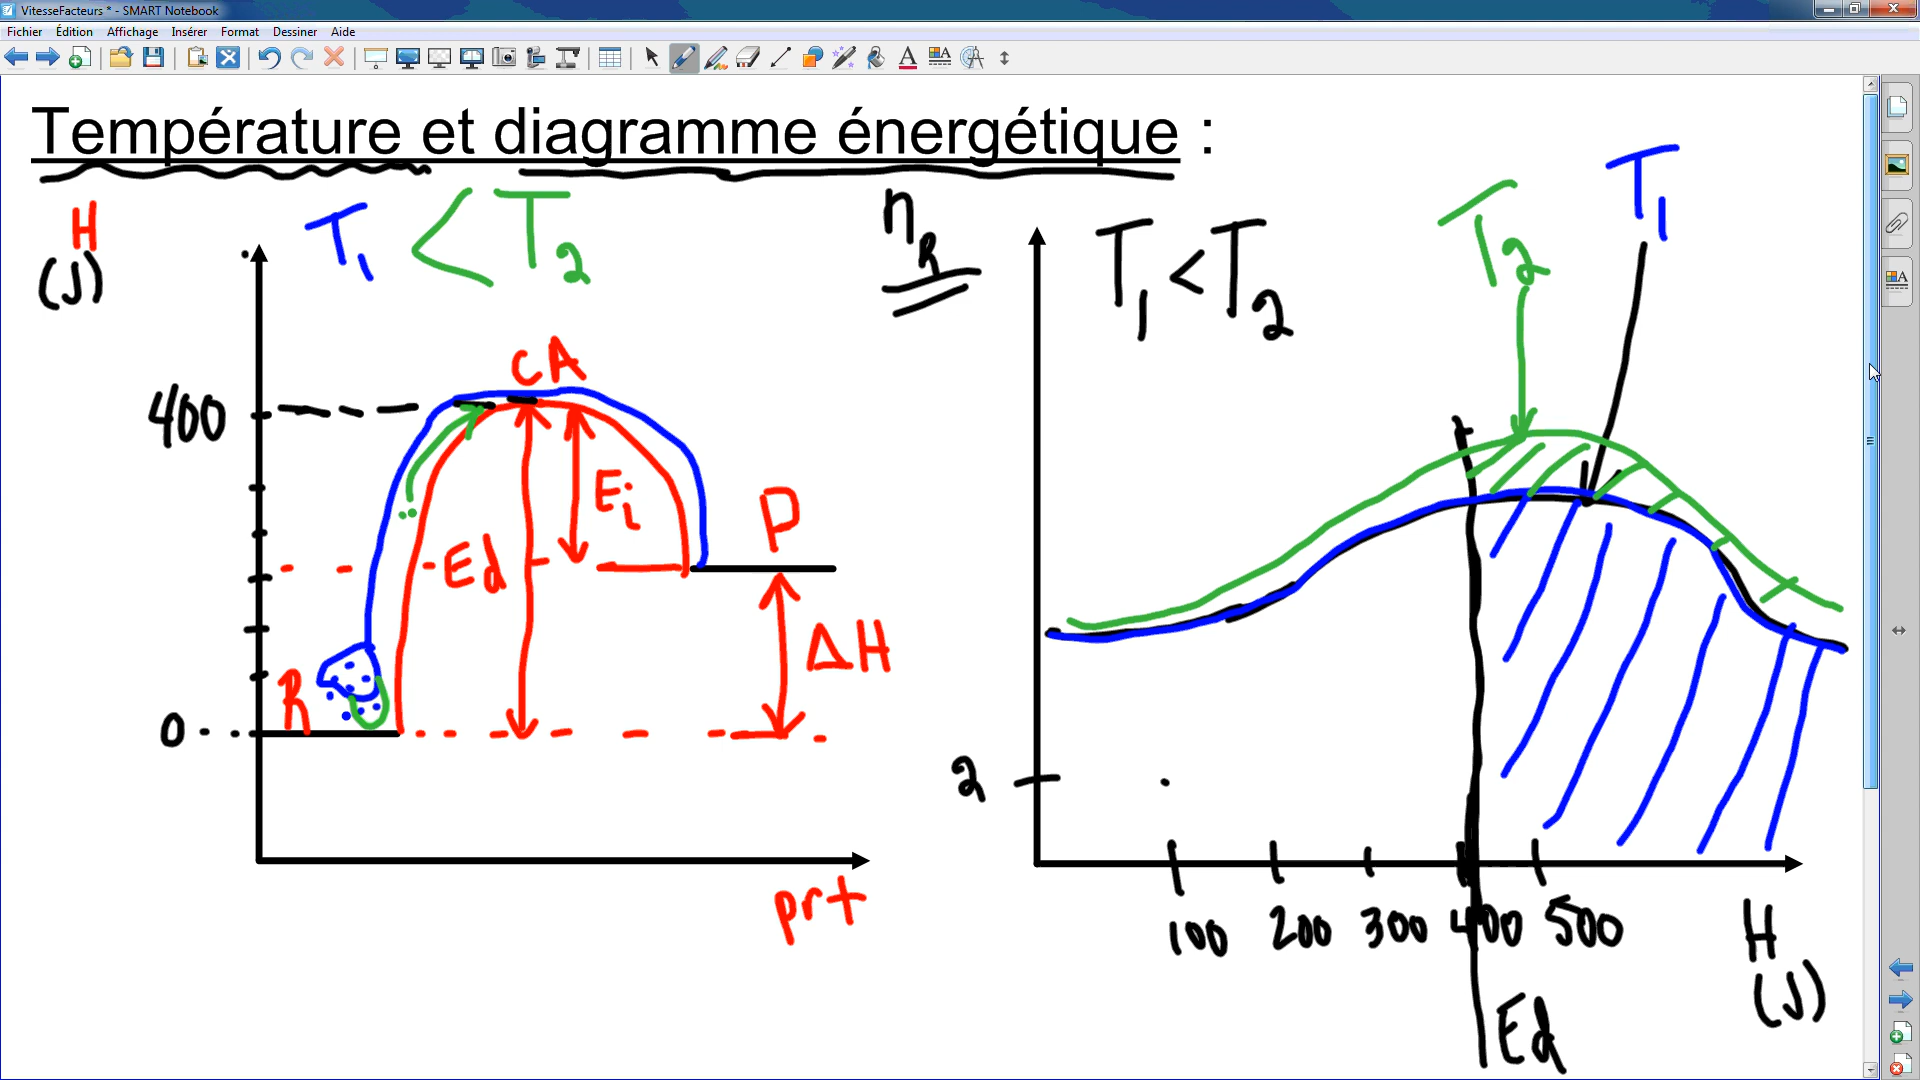 VitesseFacteurs * - SMART Notebook
Fichier Édition Affichage Insérer Format Dessiner Aide
Température et diagramme énergétique :
H
(J)
T1 < T2
400
CA
Ei
Ed
P
ΔH
R
0
prt
nR
T1 < T2
T2
T1
2
100 200 300 400 500
H
(J)
Ed